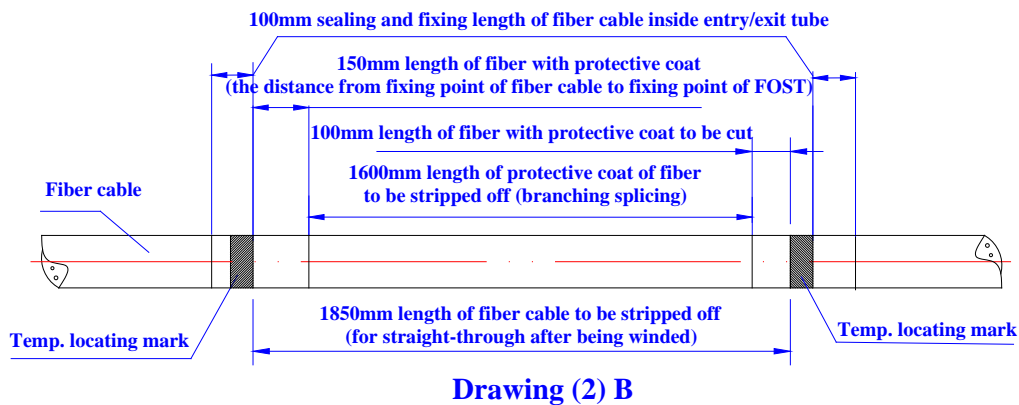 100mm sealing and fixing length of fiber cable inside entry/exit tube
150mm length of fiber with protective coat
(the distance from fixing point of fiber cable to fixing point of FOST)
100mm length of fiber with protective coat to be cut
1600mm length of protective coat of fiber
to be stripped off (branching splicing)
Fiber cable
1850mm length of fiber cable to be stripped off
(for straight-through after being winded)
Temp. locating mark
Temp. locating mark
Drawing (2) B